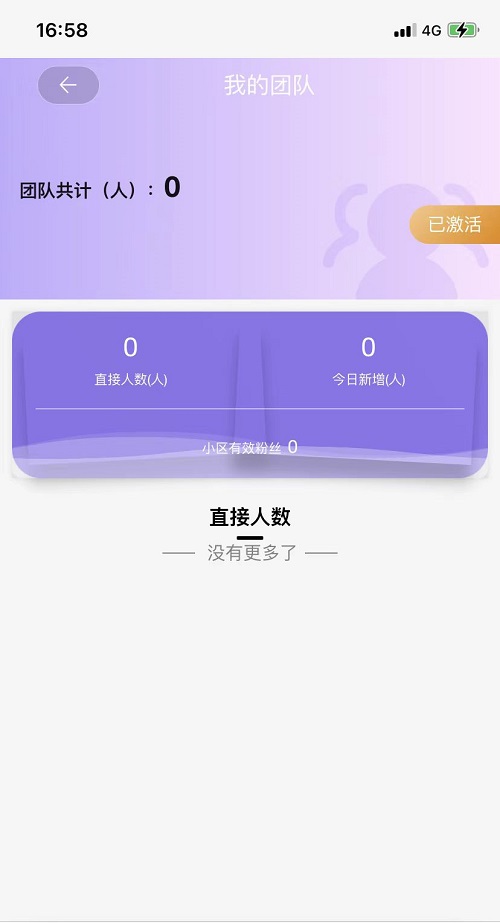 16:58
4G
我的团队
团队共计（人）: 0
已激活
0
0
直接人数(人)
今日新增(人)
小区有效粉丝 0
直接人数
没有更多了